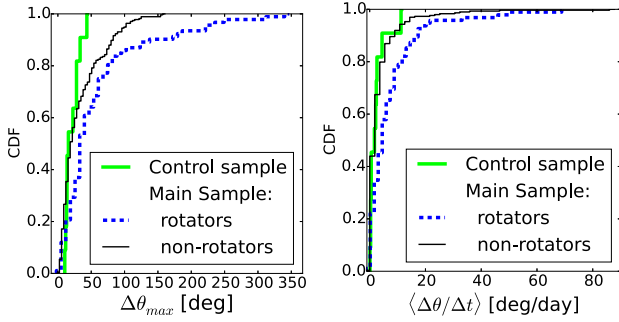 CDF
1.0
0.8
0.6
0.4
0.2
0.0
Control sample
Main Sample:
rotators
non-rotators
0 50 100 150 200 250 300 350
Δθmax [deg]
CDF
1.0
0.8
0.6
0.4
0.2
0.0
Control sample
Main Sample:
rotators
non-rotators
0 20 40 60 80
⟨Δθ/Δt⟩ [deg/day]